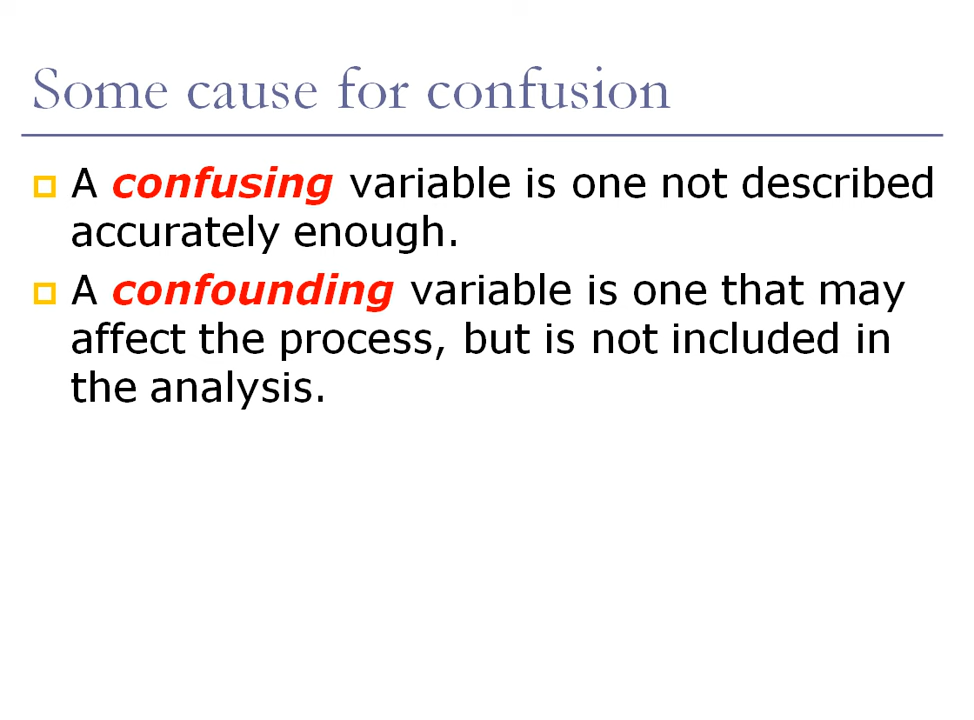 Some cause for confusion
A confusing variable is one not described
accurately enough.
A confounding variable is one that may
affect the process, but is not included in
the analysis.